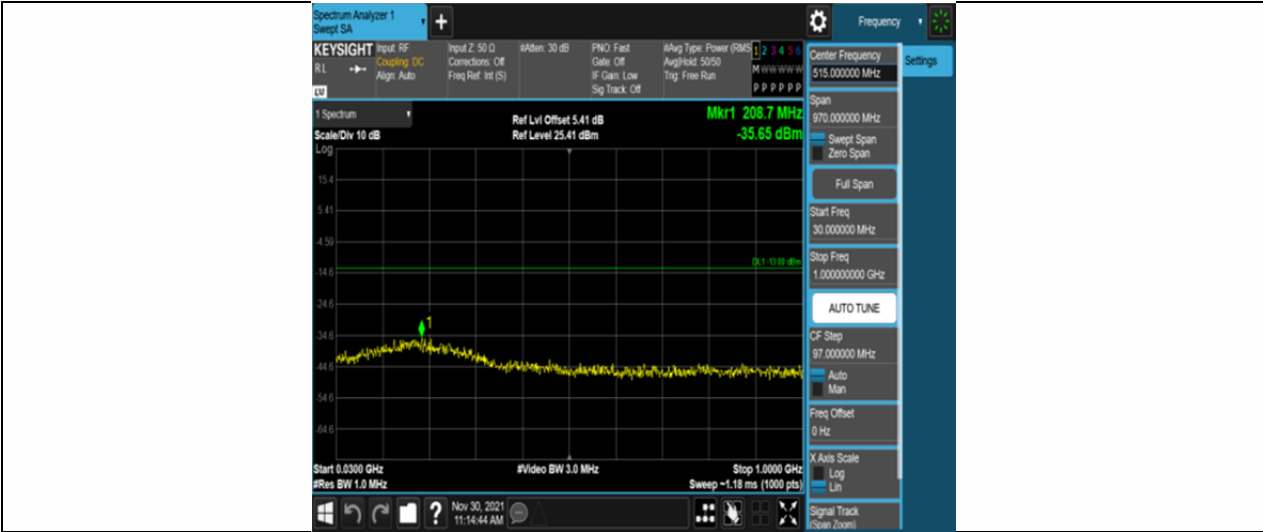 Spectrum Analyzer 1
Swept SA
+
Frequency
KEYSIGHT
RL
LV
Input: RF
Coupling: DC
Align: Auto
Input Z: 50 Ω
Corrections: Off
Freq Ref: Int (S)
#Atten: 30 dB
PNO: Fast
Gate: Off
IF Gain: Low
Sig Track: Off
#Avg Type: Power (RMS
Avg|Hold: 50/50
Trig: Free Run
1 2 3 4 5 6
M W W W W W
P P P P P P
Center Frequency
515.000000 MHz
Settings
1 Spectrum
Scale/Div 10 dB
Ref Lvl Offset 5.41 dB
Ref Level 25.41 dBm
Mkr1 208.7 MHz
-35.65 dBm
Log
15.4
5.41
-4.59
-14.6
-24.6
-34.6
-44.6
-54.6
-64.6
DL1 -13.00 dBm
1
Start 0.0300 GHz
#Res BW 1.0 MHz
#Video BW 3.0 MHz
Stop 1.0000 GHz
Sweep ~1.18 ms (1000 pts)
Span
970.000000 MHz
Swept Span
Zero Span
Full Span
Start Freq
30.000000 MHz
Stop Freq
1.000000000 GHz
AUTO TUNE
CF Step
97.000000 MHz
Auto
Man
Freq Offset
0 Hz
X Axis Scale
Log
Lin
Signal Track
(Span Zoom)
?
Nov 30, 2021
11:14:44 AM